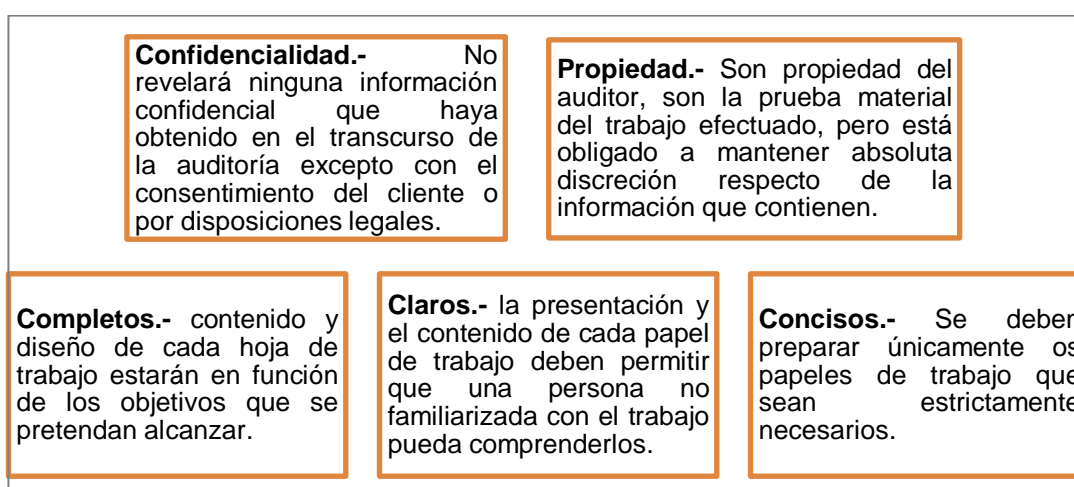 Confidencialidad.- No
revelará ninguna información
confidencial que haya
obtenido en el transcurso de
la auditoría excepto con el
consentimiento del cliente o
por disposiciones legales.
Propiedad.- Son propiedad del
auditor, son la prueba material
del trabajo efectuado, pero está
obligado a mantener absoluta
discreción respecto de la
información que contienen.
Completos.- contenido y
diseño de cada hoja de
trabajo estarán en función
de los objetivos que se
pretendan alcanzar.
Claros.- la presentación y
el contenido de cada papel
de trabajo deben permitir
que una persona no
familiarizada con el trabajo
pueda comprenderlos.
Concisos.- Se deben
preparar únicamente os
papeles de trabajo que
sean estrictamente
necesarios.